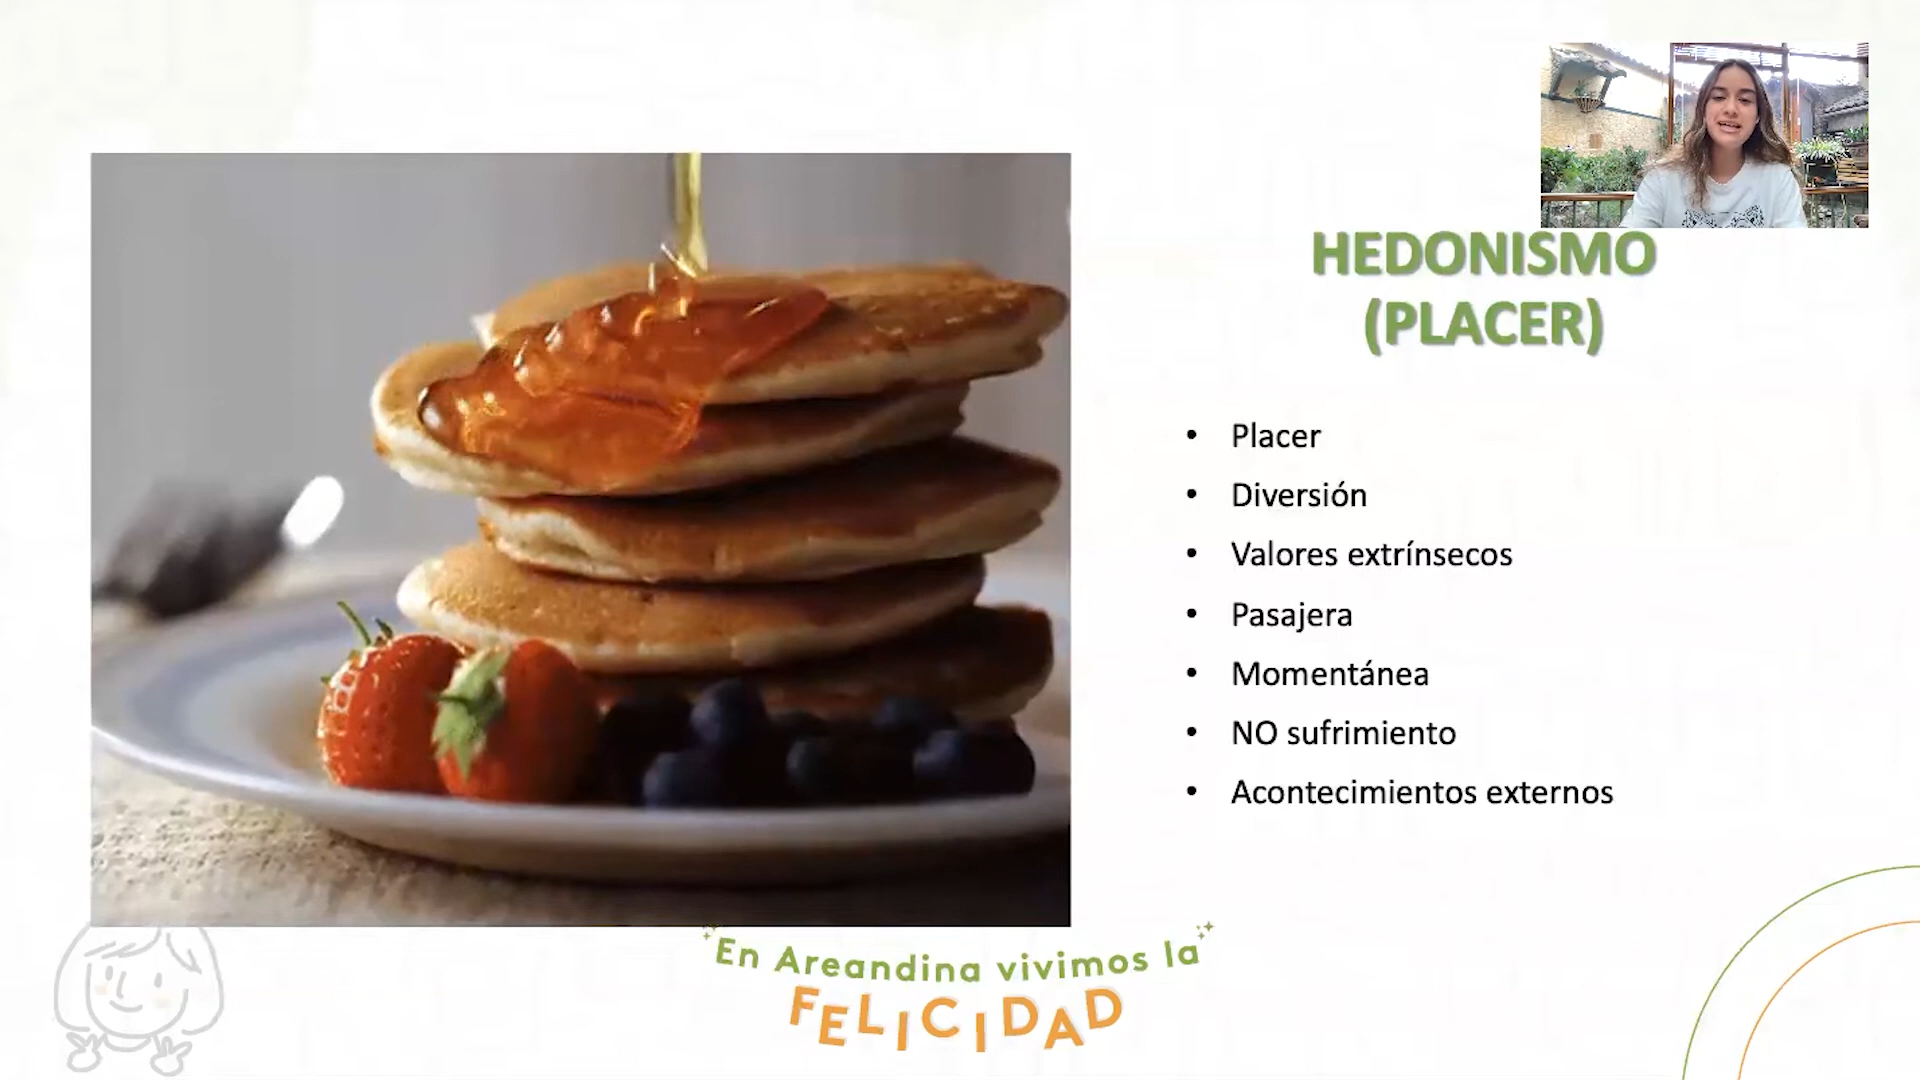 HEDONISMO
(PLACER)
• Placer
• Diversión
• Valores extrínsecos
• Pasajera
• Momentánea
• NO sufrimiento
• Acontecimientos externos
En Areandina vivimos la
FELICIDAD